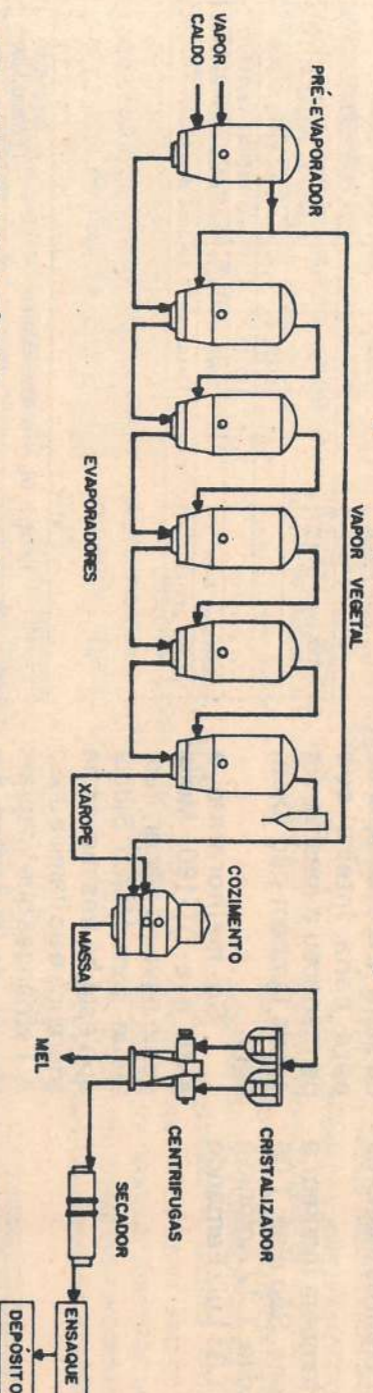 VAPOR
CALDO
PRÉ-EVAPORADOR
VAPOR VEGETAL
EVAPORADORES
XAROPE
COZIMENTO
MASSA
CRISTALIZADOR
CENTRIFUGAS
MEL
SECADOR
ENSAQUE
DEPÓSITO